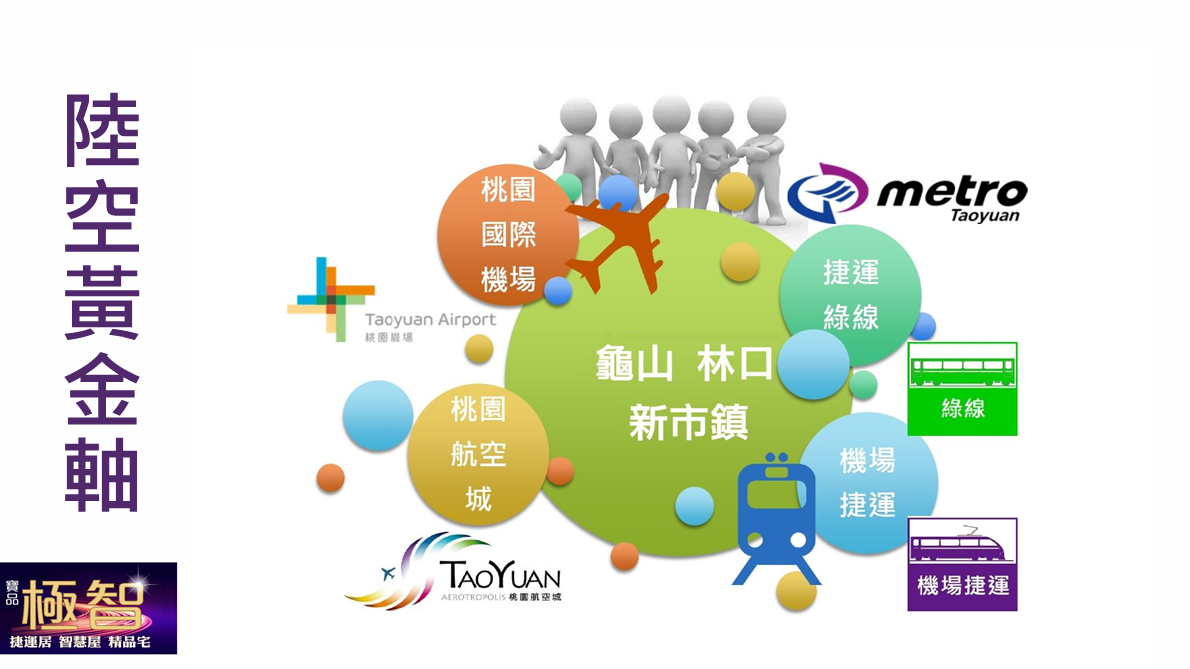 陸空黃金軸
桃園
國際
機場
metro
Taoyuan
捷運
綠線
Taoyuan Airport
桃園機場
龜山 林口
新市鎮
綠線
桃園
航空
城
機場
捷運
TAOYUAN
AEROTROPOLIS 桃園航空城
機場捷運
寶品
極智
捷運居 智慧屋 精品宅